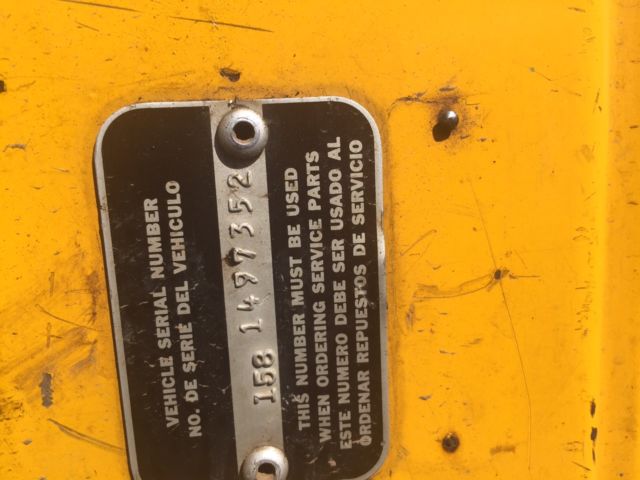 VEHICLE SERIAL NUMBER
NO. DE SERIE DEL VEHICULO
158 1497352
THIS NUMBER MUST BE USED
WHEN ORDERING SERVICE PARTS
ESTE NUMERO DEBE SER USADO AL
ORDENAR REPUESTOS DE SERVICIO